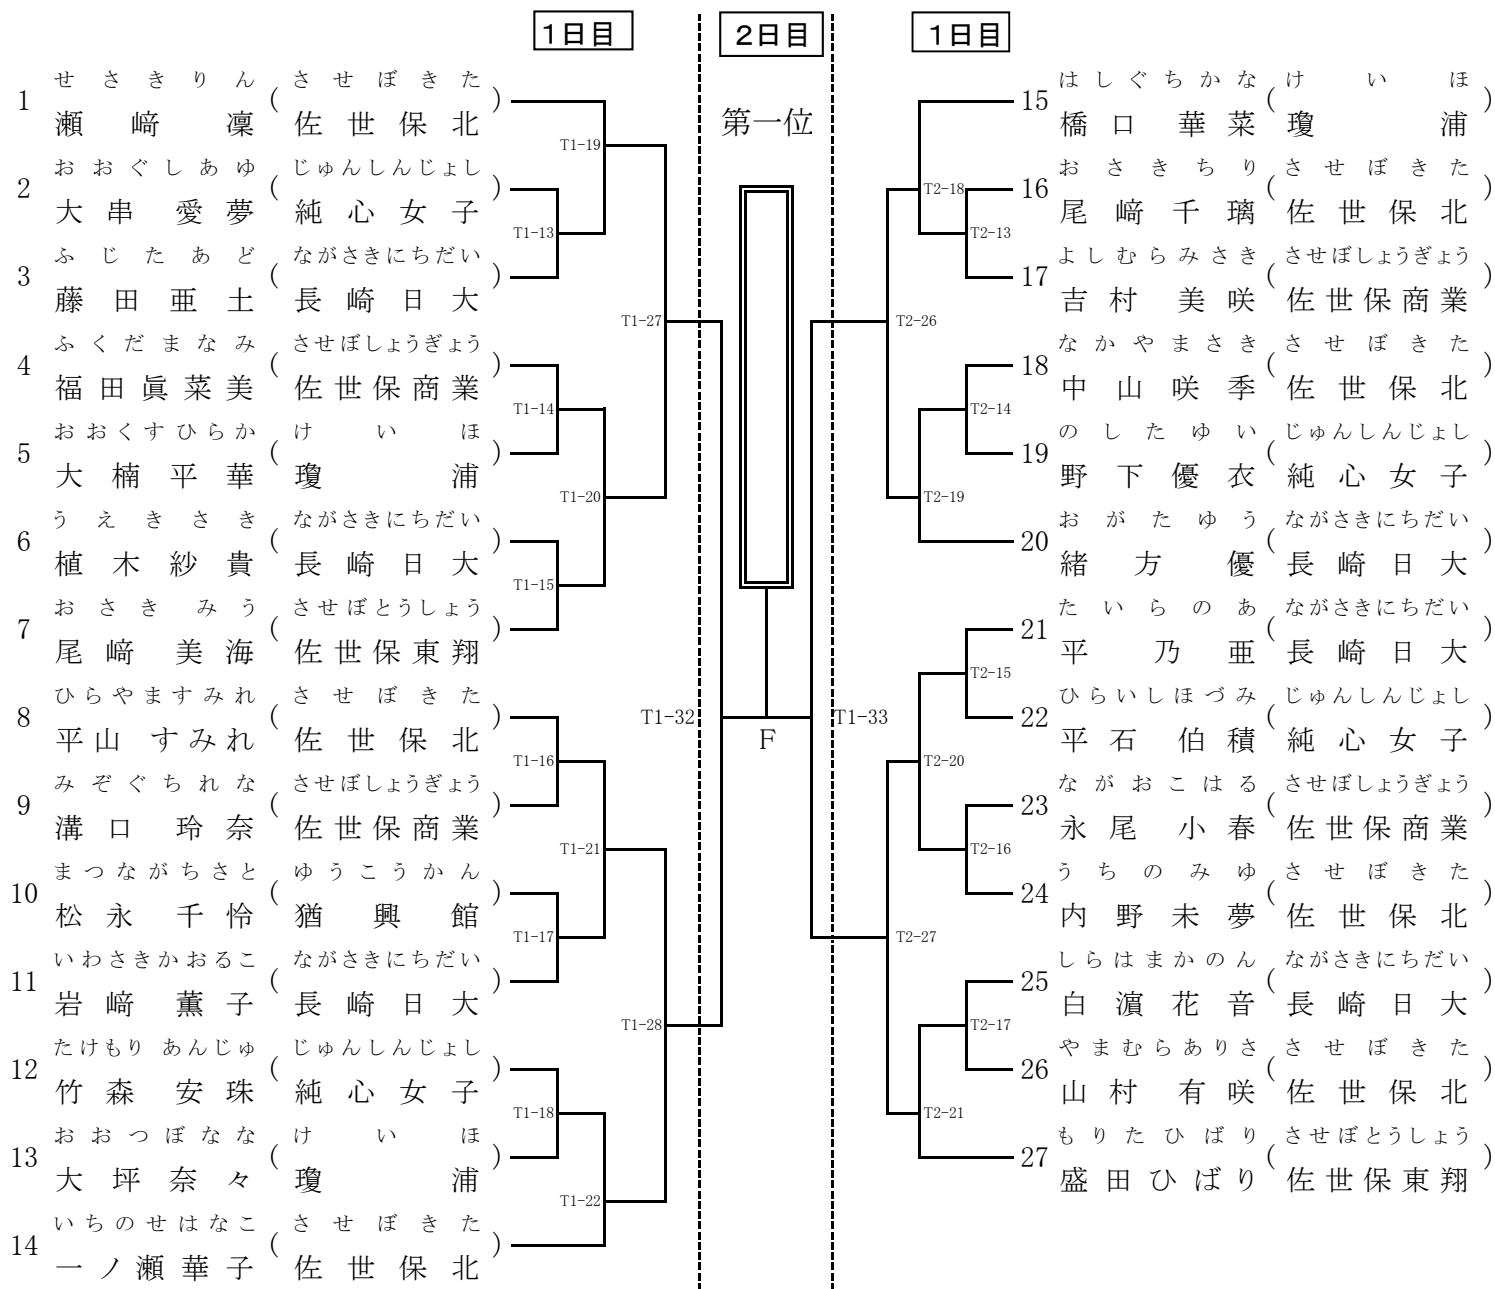 1日目
2日目
1日目
第一位
せさきりん させぼきた
1 瀬﨑凜 (佐世保北)
おおぐしあゆ じゅんしんじょし
2 大串愛夢 (純心女子)
ふじたあど ながさきにちだい
3 藤田亜土 (長崎日大)
ふくだまなみ させぼしょうぎょう
4 福田眞菜美 (佐世保商業)
おおくすひらか けいほ
5 大楠平華 (瓊浦)
うえきさき ながさきにちだい
6 植木紗貴 (長崎日大)
おさき みう させぼとうしょう
7 尾﨑 美海 (佐世保東翔)
ひらやますみれ させぼきた
8 平山 すみれ (佐世保北)
みぞぐちれな させぼしょうぎょう
9 溝口 玲奈 (佐世保商業)
まつながちさと ゆうこうかん
10 松永 千怜 (猶興館)
いわさきかおるこ ながさきにちだい
11 岩﨑 薫子 (長崎日大)
たけもり あんじゅ じゅんしんじょし
12 竹森 安珠 (純心女子)
おおつぼなな けいほ
13 大坪奈々 (瓊浦)
いちのせはなこ させぼきた
14 一ノ瀬華子 (佐世保北)
T1-19
T1-13
T1-27
T1-14
T1-20
T1-15
T1-16
T1-21
T1-17
T1-28
T1-18
T1-22
T1-32
F
T1-33
T2-18
T2-13
T2-26
T2-14
T2-19
T2-15
T2-20
T2-16
T2-27
T2-17
T2-21
はしぐちかな けいほ
15 橋口 華菜 (瓊浦)
おさきちり させぼきた
16 尾﨑千璃 (佐世保北)
よしむらみさき させぼしょうぎょう
17 吉村 美咲 (佐世保商業)
なかやまさき させぼきた
18 中山咲季 (佐世保北)
のしたゆい じゅんしんじょし
19 野下優衣 (純心女子)
おがたゆう ながさきにちだい
20 緒方優 (長崎日大)
たいらのあ ながさきにちだい
21 平 乃亜 (長崎日大)
ひらいしほづみ じゅんしんじょし
22 平石 伯積 (純心女子)
ながおこはる させぼしょうぎょう
23 永尾 小春 (佐世保商業)
うちのみゆ させぼきた
24 内野未夢 (佐世保北)
しらはまかのん ながさきにちだい
25 白濵花音 (長崎日大)
やまむらありさ させぼきた
26 山村 有咲 (佐世保北)
もりたひばり させぼとうしょう
27 盛田ひばり (佐世保東翔)